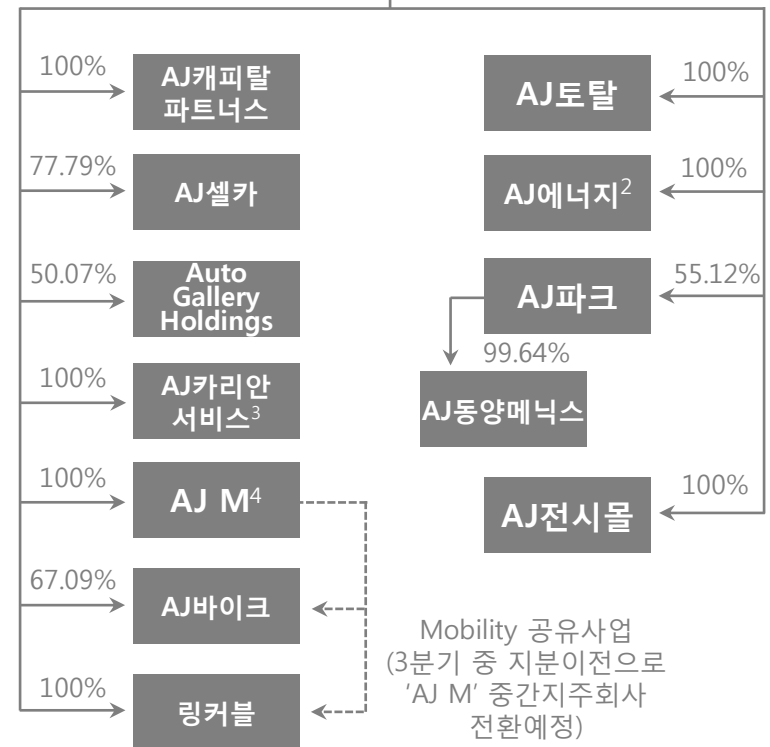 100%
AJ캐피탈
파트너스
77.79%
AJ셀카
50.07%
Auto
Gallery
Holdings
100%
AJ카리안
서비스3
100%
AJ M4
67.09%
AJ바이크
100%
링커블
AJ토탈
100%
AJ에너지2
100%
AJ파크
55.12%
99.64%
AJ동양메닉스
AJ전시몰
100%
Mobility 공유사업
(3분기 중 지분이전으로
'AJ M' 중간지주회사
전환예정)